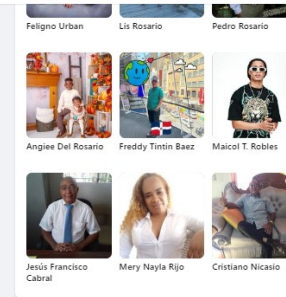 Feligno Urban
Lis Rosario
Pedro Rosario
Angiee Del Rosario
Freddy Tintin Baez
Maicol T. Robles
Jesús Francisco
Cabral
Mery Nayla Rijo
Cristiano Nicasio